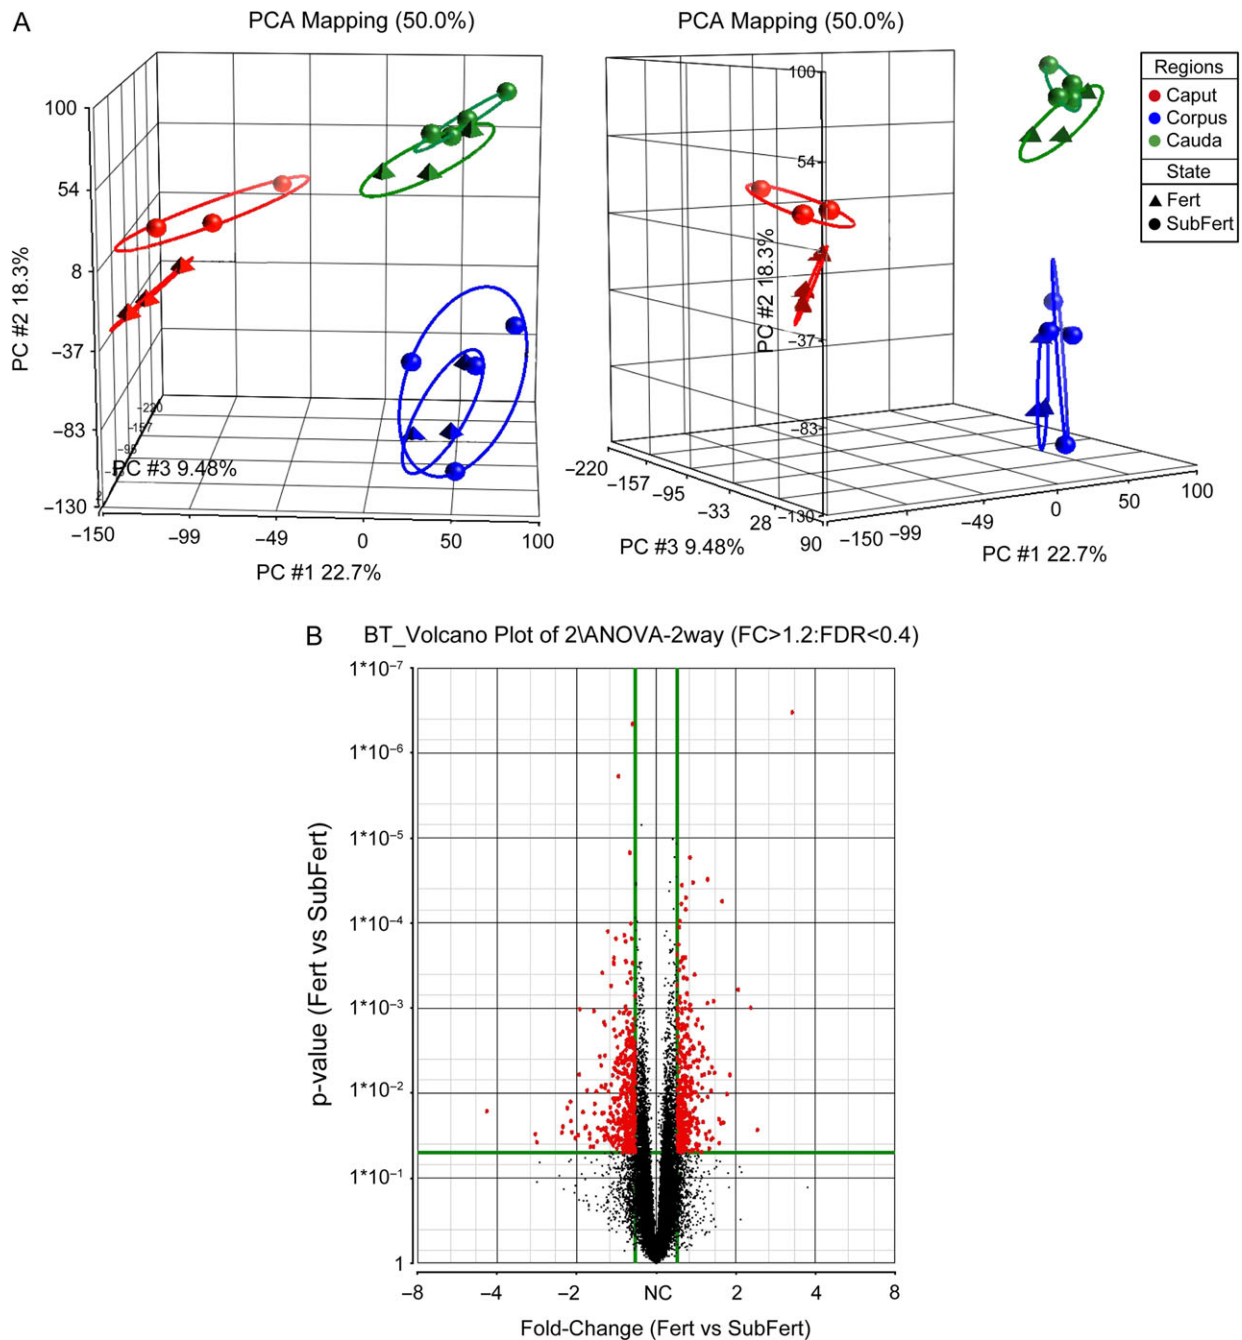 A
PCA Mapping (50.0%)
PCA Mapping (50.0%)
100
54
8
−37
−83
−130
PC #2 18.3%
-220
-157
PC #3 9.48%
−150
−99
−49
0
50
100
PC #1 22.7%
100
54
−37
−83
−130
PC #2 18.3%
−220
−157
−95
−33
28
90
PC #3 9.48%
−150
−99
−49
0
50
100
PC #1 22.7%
Regions
Caput
Corpus
Cauda
State
Fert
SubFert
B
BT_Volcano Plot of 2\ANOVA-2way (FC>1.2:FDR<0.4)
1*10⁻⁷
1*10⁻⁶
1*10⁻⁵
1*10⁻⁴
1*10⁻³
1*10⁻²
1*10⁻¹
1
p-value (Fert vs SubFert)
−8
−4
−2
NC
2
4
8
Fold-Change (Fert vs SubFert)